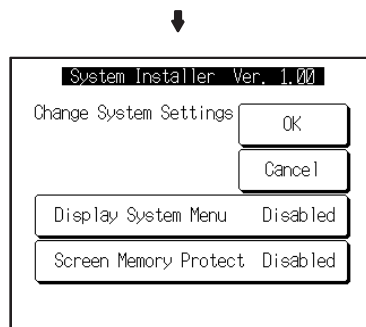 System Installer Ver. 1.00
Change System Settings
OK
Cancel
Display System Menu Disabled
Screen Memory Protect Disabled